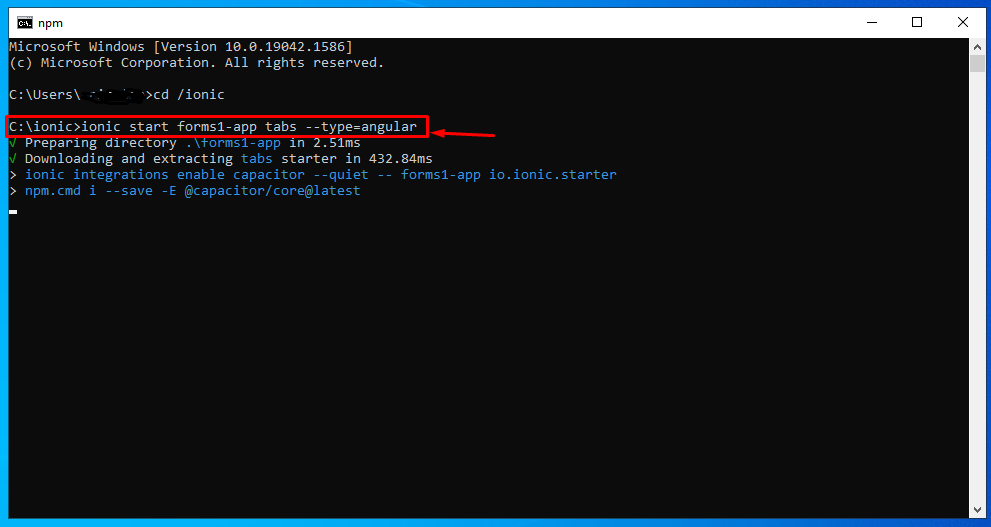 npm
Microsoft Windows [Version 10.0.19042.1586]
(c) Microsoft Corporation. All rights reserved.
C:\Users\ >cd /ionic
C:\ionic>ionic start forms1-app tabs --type=angular
√ Preparing directory .\forms1-app in 2.51ms
√ Downloading and extracting tabs starter in 432.84ms
> ionic integrations enable capacitor --quiet -- forms1-app io.ionic.starter
> npm.cmd i --save -E @capacitor/core@latest